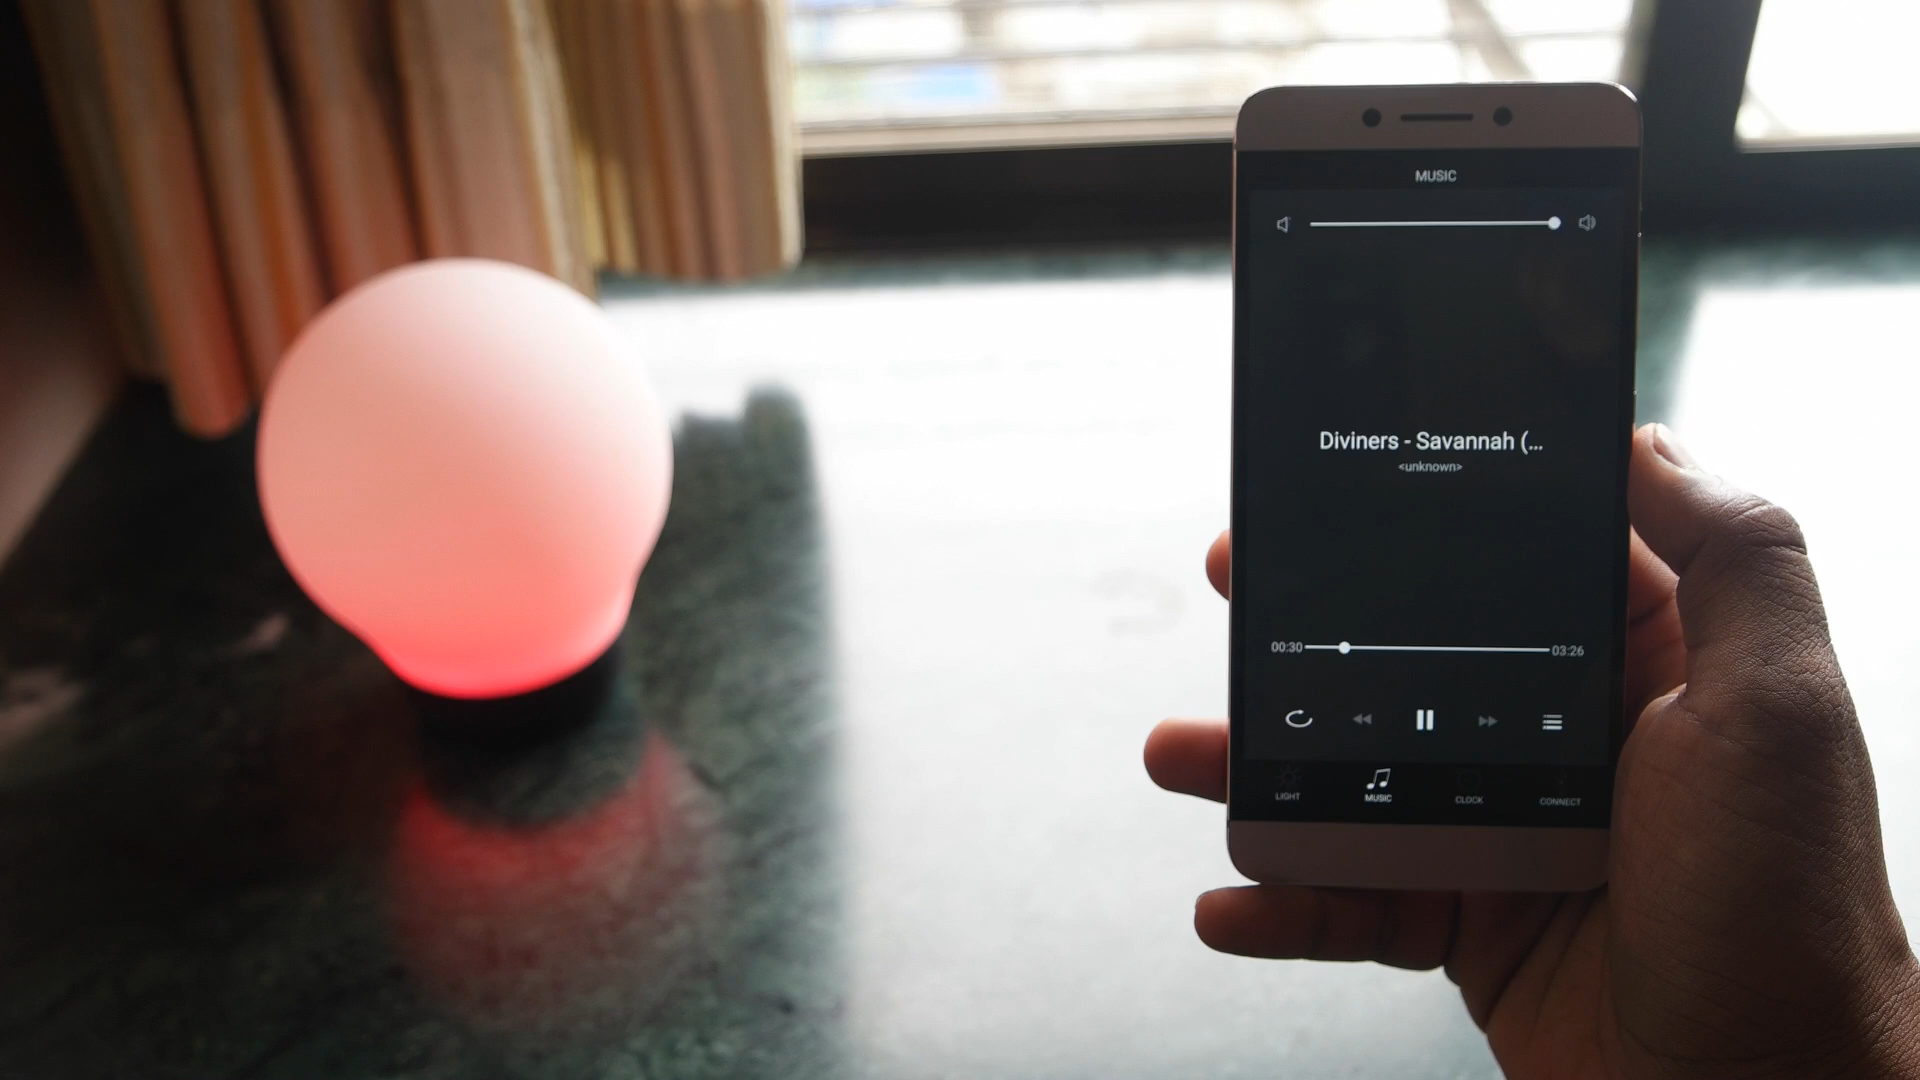 MUSIC
Diviners - Savannah (...
<unknown>
00:30 03:26
LIGHT MUSIC CLOCK CONNECT